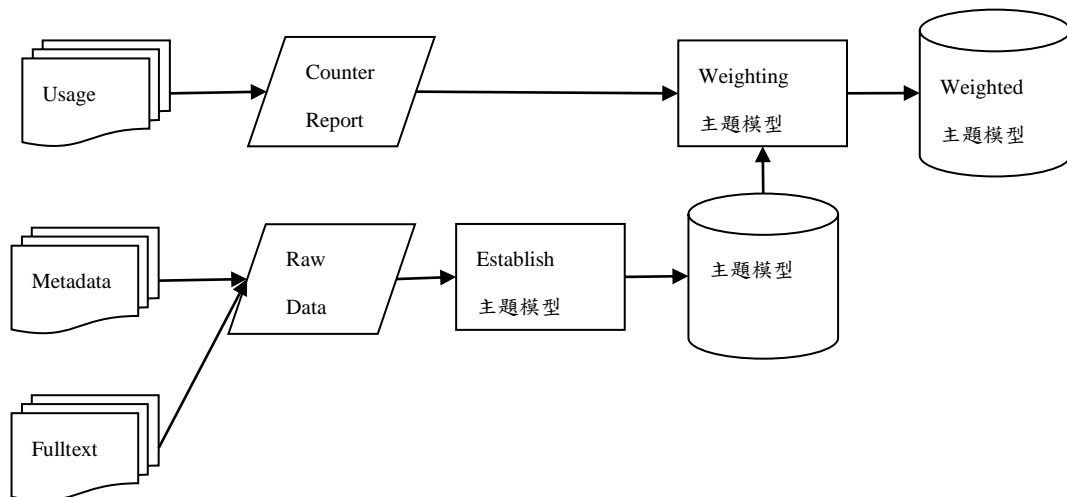 Usage
Counter
Report
Weighting
主題模型
Weighted
主題模型
Metadata
Raw
Data
Establish
主題模型
主題模型
Fulltext